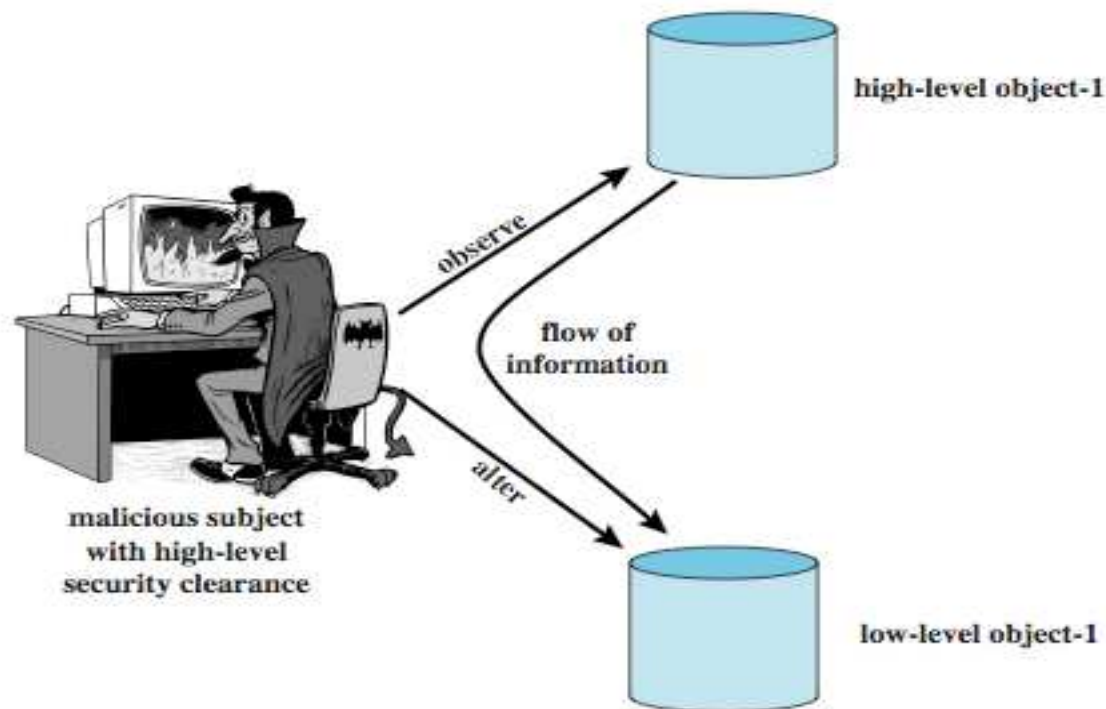 high-level object-1
observe
flow of
information
alter
malicious subject
with high-level
security clearance
low-level object-1